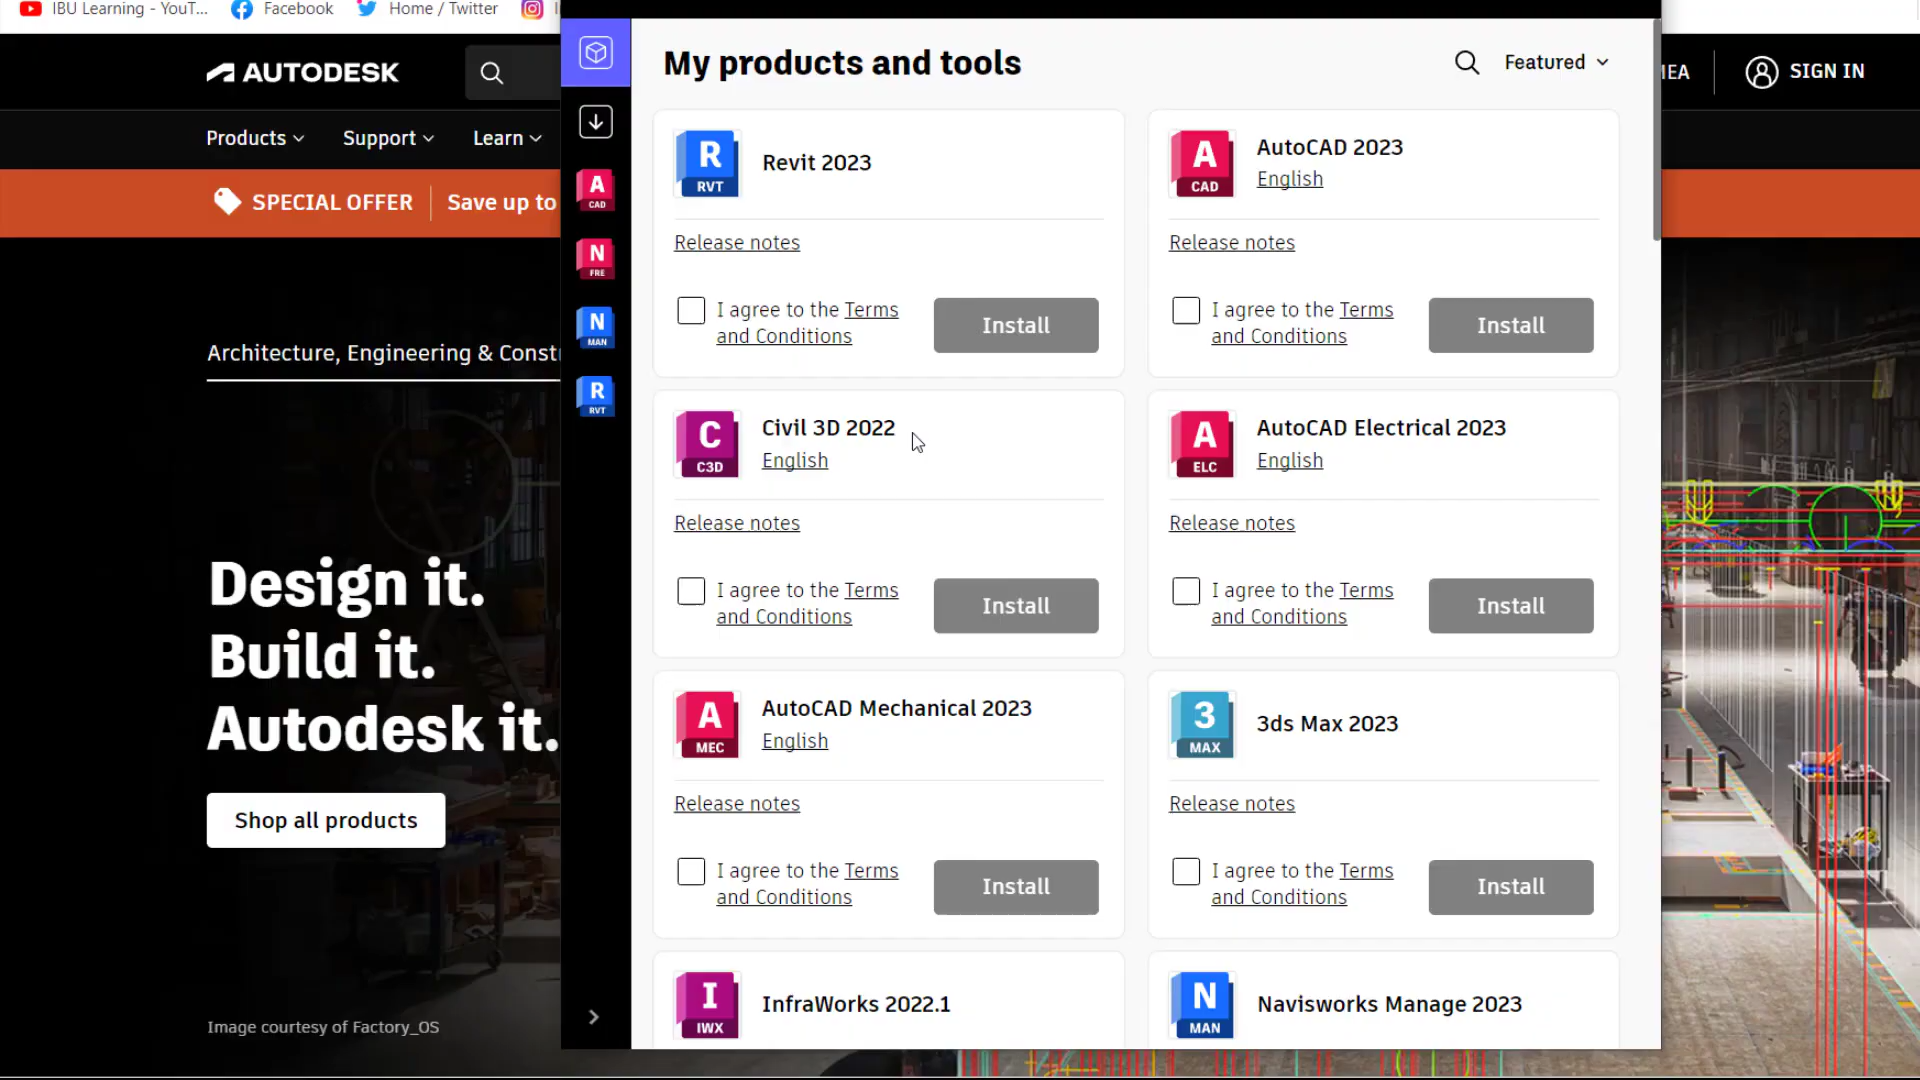 IBU Learning - YouT...
Facebook
Home / Twitter
AUTODESK
SIGN IN
Products
Support
Learn
SPECIAL OFFER
Save up to
Architecture, Engineering & Constr
Design it.
Build it.
Autodesk it.
Shop all products
Image courtesy of Factory_OS
A
CAD
N
FRE
N
MAN
R
RVT
My products and tools
Featured
R
RVT
Revit 2023
Release notes
I agree to the Terms
and Conditions
Install
A
CAD
AutoCAD 2023
English
Release notes
I agree to the Terms
and Conditions
Install
C
C3D
Civil 3D 2022
English
Release notes
I agree to the Terms
and Conditions
Install
A
ELC
AutoCAD Electrical 2023
English
Release notes
I agree to the Terms
and Conditions
Install
A
MEC
AutoCAD Mechanical 2023
English
Release notes
I agree to the Terms
and Conditions
Install
3
MAX
3ds Max 2023
Release notes
I agree to the Terms
and Conditions
Install
I
IWX
InfraWorks 2022.1
N
MAN
Navisworks Manage 2023